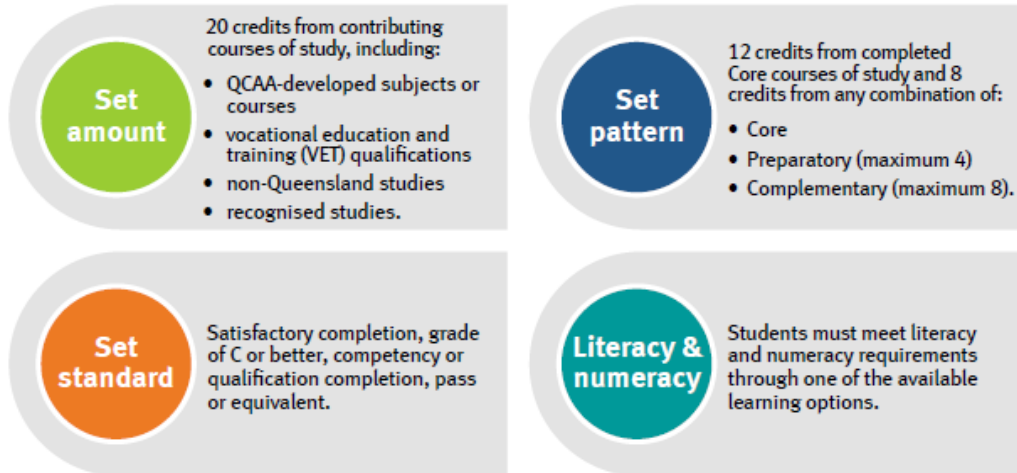 Set
amount
20 credits from contributing
courses of study, including:
• QCAA-developed subjects or
courses
• vocational education and
training (VET) qualifications
• non-Queensland studies
• recognised studies.
Set
pattern
12 credits from completed
Core courses of study and 8
credits from any combination of:
• Core
• Preparatory (maximum 4)
• Complementary (maximum 8).
Set
standard
Satisfactory completion, grade
of C or better, competency or
qualification completion, pass
or equivalent.
Literacy &
numeracy
Students must meet literacy
and numeracy requirements
through one of the available
learning options.